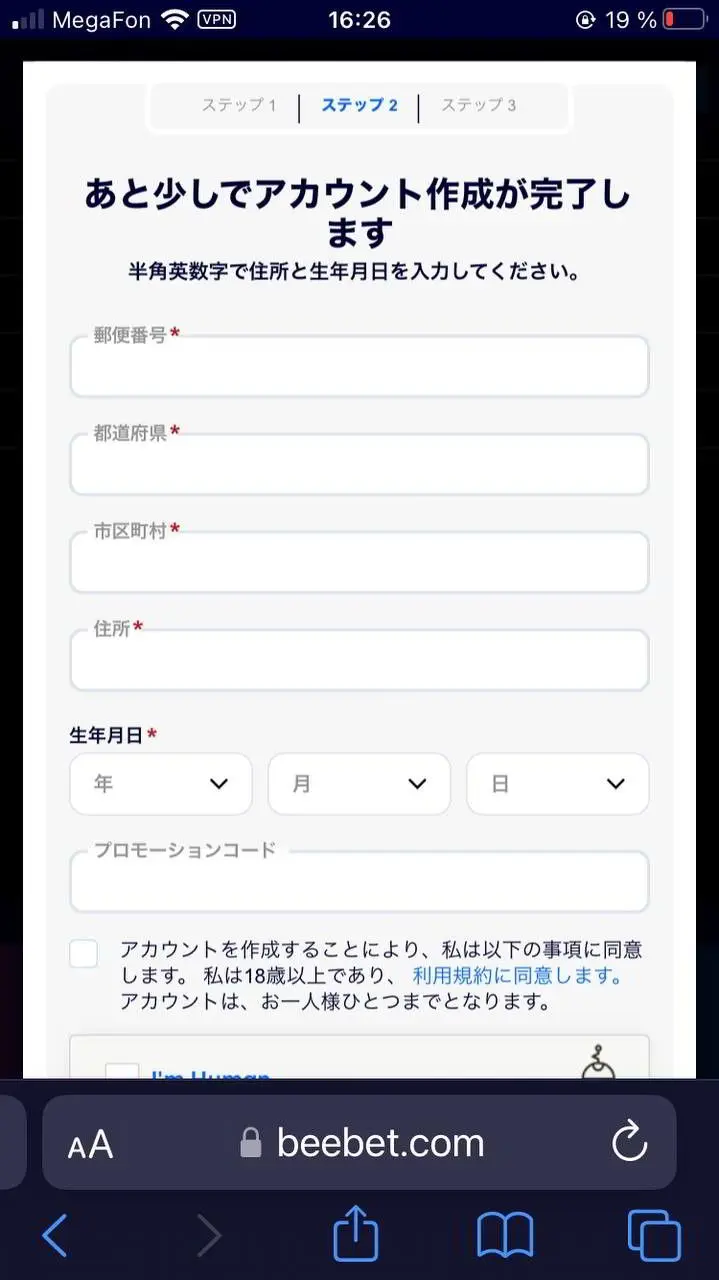 MegaFon VPN 16:26 19 %
ステップ 1 ステップ 2 ステップ 3
あと少しでアカウント作成が完了し
ます
半角英数字で住所と生年月日を入力してください。
郵便番号*
都道府県*
市区町村*
住所*
生年月日*
年 月 日
プロモーションコード
アカウントを作成することにより、私は以下の事項に同意
します。 私は18歳以上であり、 利用規約に同意します。
アカウントは、お一人様ひとつまでとなります。
I'm Human
AA beebet.com